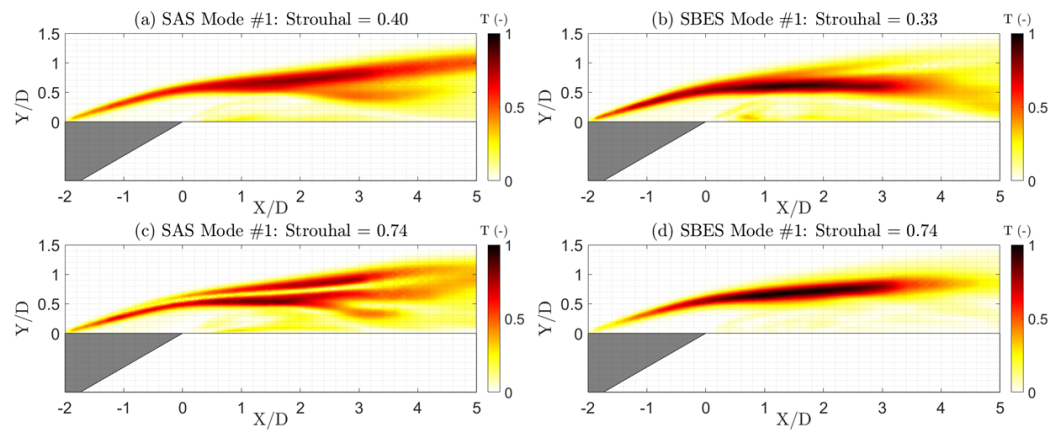 (a) SAS Mode #1: Strouhal = 0.40
T (-)
1.5
1
0.5
0
Y/D
-2 -1 0 1 2 3 4 5
X/D
1
0.5
0
(b) SBES Mode #1: Strouhal = 0.33
T (-)
1.5
1
0.5
0
Y/D
-2 -1 0 1 2 3 4 5
X/D
1
0.5
0
(c) SAS Mode #1: Strouhal = 0.74
T (-)
1.5
1
0.5
0
Y/D
-2 -1 0 1 2 3 4 5
X/D
1
0.5
0
(d) SBES Mode #1: Strouhal = 0.74
T (-)
1.5
1
0.5
0
Y/D
-2 -1 0 1 2 3 4 5
X/D
1
0.5
0